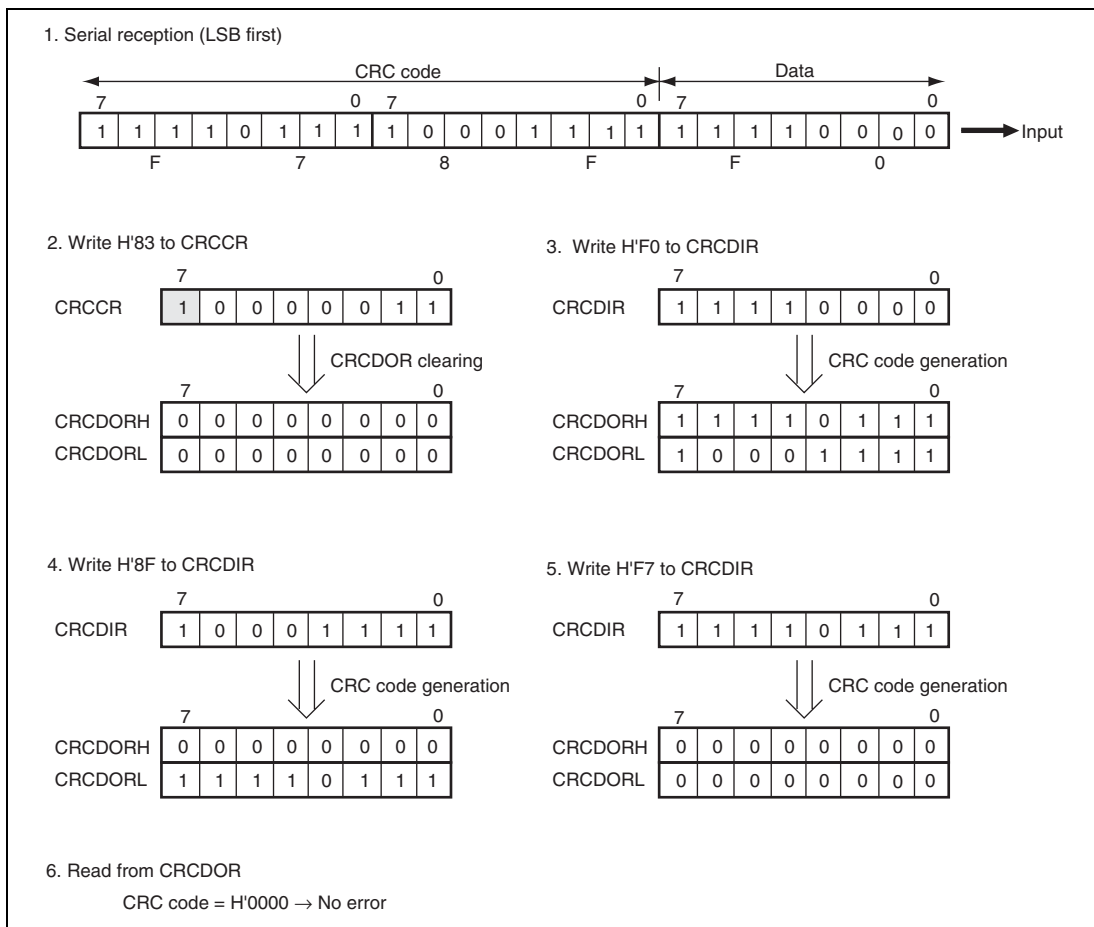 1. Serial reception (LSB first)
CRC code Data
7 0 7 0 7 0
1 1 1 1 0 1 1 1 1 0 0 0 1 1 1 1 1 1 1 1 0 0 0 0 Input
F 7 8 F F 0
2. Write H'83 to CRCCR
7 0
CRCCR 1 0 0 0 0 0 1 1
CRCDOR clearing
7 0
CRCDORH 0 0 0 0 0 0 0 0
CRCDORL 0 0 0 0 0 0 0 0
3. Write H'F0 to CRCDIR
7 0
CRCDIR 1 1 1 1 0 0 0 0
CRC code generation
7 0
CRCDORH 1 1 1 1 0 1 1 1
CRCDORL 1 0 0 0 1 1 1 1
4. Write H'8F to CRCDIR
7 0
CRCDIR 1 0 0 0 1 1 1 1
CRC code generation
7 0
CRCDORH 0 0 0 0 0 0 0 0
CRCDORL 1 1 1 1 0 1 1 1
5. Write H'F7 to CRCDIR
7 0
CRCDIR 1 1 1 1 0 1 1 1
CRC code generation
7 0
CRCDORH 0 0 0 0 0 0 0 0
CRCDORL 0 0 0 0 0 0 0 0
6. Read from CRCDOR
CRC code = H'0000 → No error